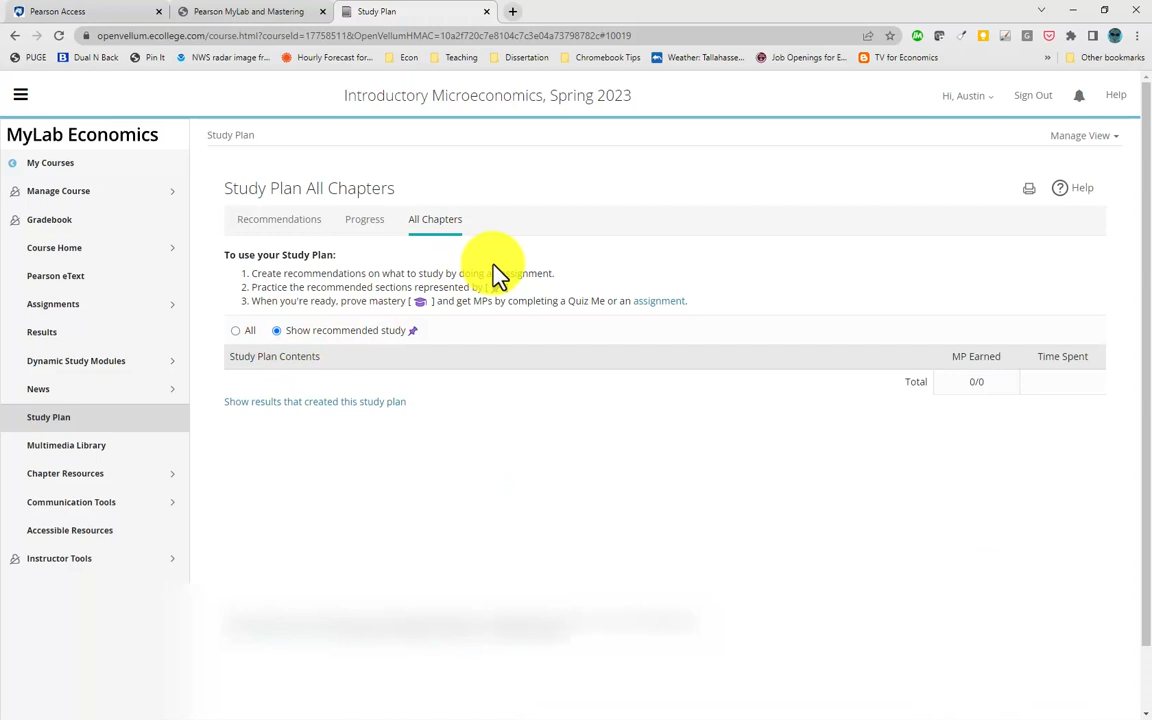 Pearson Access
Pearson MyLab and Mastering
Study Plan
openvellum.ecollege.com/course.html?courseId=17758511&OpenVellumHMAC=10a2f720c7e8104c7c3e04a73798782c#10019
PUGE
Dual N Back
Pin It
NWS radar image fr...
Hourly Forecast for...
Econ
Teaching
Dissertation
Chromebook Tips
Weather: Tallahasse...
Job Openings for E...
TV for Economics
»
Other bookmarks
Introductory Microeconomics, Spring 2023
Hi, Austin
Sign Out
Help
MyLab Economics
Study Plan
Manage View
My Courses
Manage Course
Gradebook
Course Home
Pearson eText
Assignments
Results
Dynamic Study Modules
News
Study Plan
Multimedia Library
Chapter Resources
Communication Tools
Accessible Resources
Instructor Tools
Study Plan All Chapters
Help
Recommendations
Progress
All Chapters
To use your Study Plan:
1. Create recommendations on what to study by doing an assignment.
2. Practice the recommended sections represented by [
3. When you're ready, prove mastery [ ] and get MPs by completing a Quiz Me or an assignment.
All
Show recommended study
Study Plan Contents
MP Earned
Time Spent
Total
0/0
Show results that created this study plan